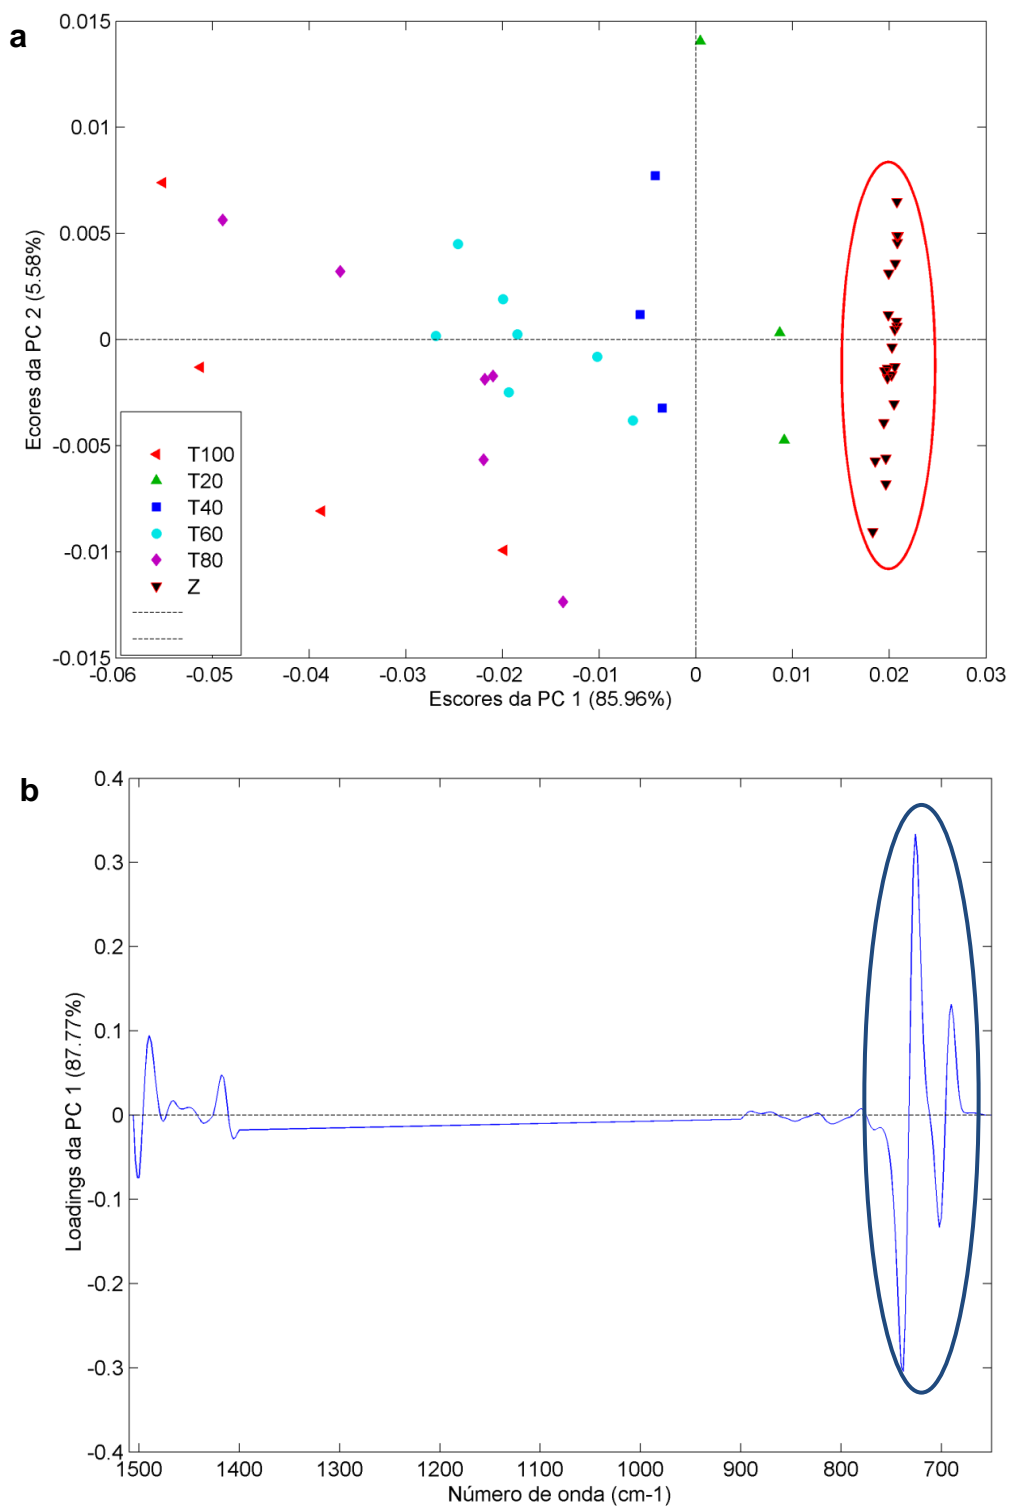 a
0.015
0.01
0.005
0
-0.005
-0.01
-0.015
Ecores da PC 2 (5.58%)
T100
T20
T40
T60
T80
Z
-0.06 -0.05 -0.04 -0.03 -0.02 -0.01 0 0.01 0.02 0.03
Escores da PC 1 (85.96%)
b
0.4
0.3
0.2
0.1
0
-0.1
-0.2
-0.3
-0.4
Loadings da PC 1 (87.77%)
1500 1400 1300 1200 1100 1000 900 800 700
Número de onda (cm-1)